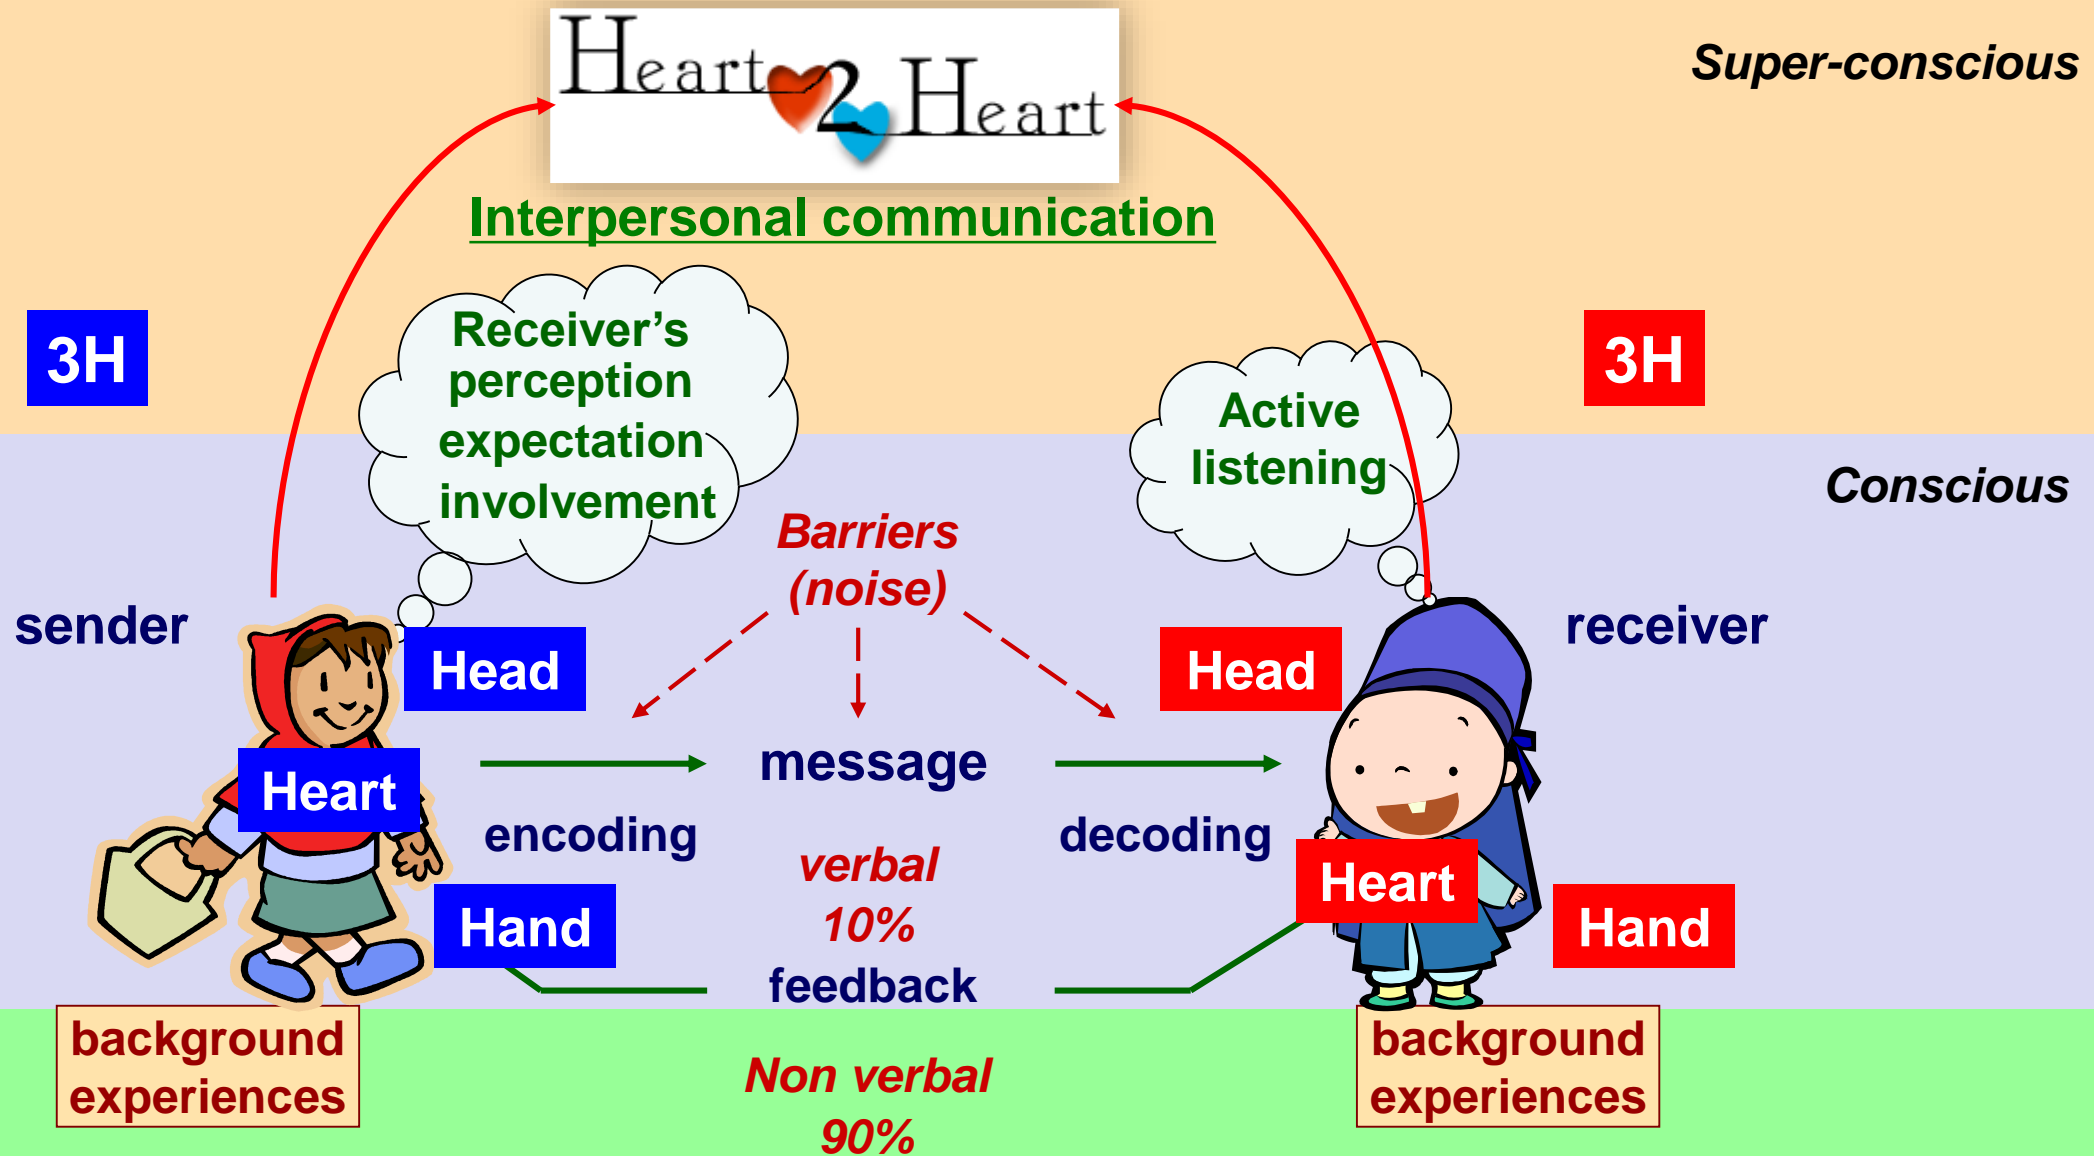 Heart 2 Heart
Super-conscious
Interpersonal communication
3H
Receiver’s
perception
expectation
involvement
Active
listening
3H
Conscious
Barriers
(noise)
sender
Head
Head
receiver
Heart
message
encoding
decoding
verbal
10%
Heart
Hand
Hand
feedback
background
experiences
Non verbal
90%
background
experiences